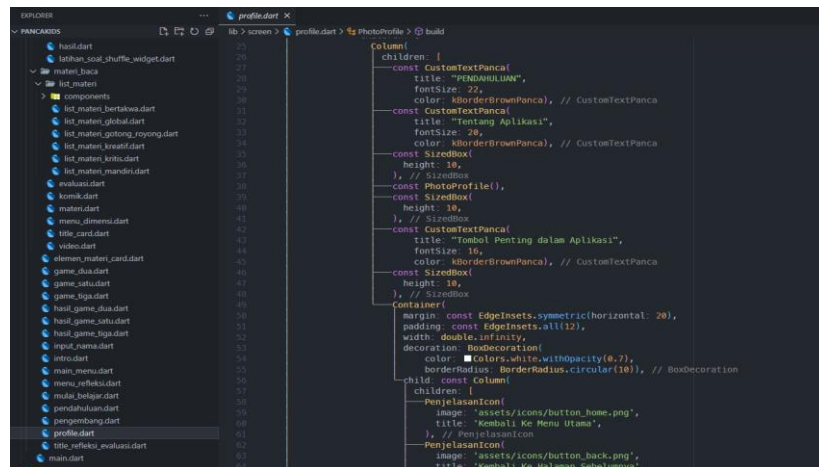 EXPLORER
PANCAKIDS
hasil.dart
latihan_soal_shuffle_widget.dart
materi_baca
list_materi
components
list_materi_bertakwa.dart
list_materi_global.dart
list_materi_gotong_royong.dart
list_materi_kreatif.dart
list_materi_kritis.dart
list_materi_mandiri.dart
evaluasi.dart
komik.dart
materi.dart
menu_dimensi.dart
title_card.dart
video.dart
elemen_materi_card.dart
game_dua.dart
game_satu.dart
game_tiga.dart
hasil_game_dua.dart
hasil_game_satu.dart
hasil_game_tiga.dart
input_nama.dart
intro.dart
main_menu.dart
menu_refleksi.dart
mulai_belajar.dart
pendahuluan.dart
pengembang.dart
profile.dart
title_refleksi_evaluasi.dart
main.dart
profile.dart
lib > screen > profile.dart > PhotoProfile > build
25 Column(
26 children: [
27 const CustomTextPanca(
28 title: "PENDAHULUAN",
29 fontSize: 22,
30 color: kBorderBrownPanca), // CustomTextPanca
31 const CustomTextPanca(
32 title: "Tentang Aplikasi",
33 fontSize: 20,
34 color: kBorderBrownPanca), // CustomTextPanca
35 const SizedBox(
36 height: 10,
37 ), // SizedBox
38 const PhotoProfile(),
39 const SizedBox(
40 height: 10,
41 ), // SizedBox
42 const CustomTextPanca(
43 title: "Tombol Penting dalam Aplikasi",
44 fontSize: 16,
45 color: kBorderBrownPanca), // CustomTextPanca
46 const SizedBox(
47 height: 10,
48 ), // SizedBox
49 Container(
50 margin: const EdgeInsets.symmetric(horizontal: 20),
51 padding: const EdgeInsets.all(12),
52 width: double.infinity,
53 decoration: BoxDecoration(
54 color: Colors.white.withOpacity(0.7),
55 borderRadius: BorderRadius.circular(10)), // BoxDecoration
56 child: const Column(
57 children: [
58 PenjelasanIcon(
59 image: 'assets/icons/button_home.png',
60 title: 'Kembali Ke Menu Utama',
61 ), // PenjelasanIcon
62 PenjelasanIcon(
63 image: 'assets/icons/button_back.png',
64 title: 'Kembali Ke Halaman Sebelumnya'